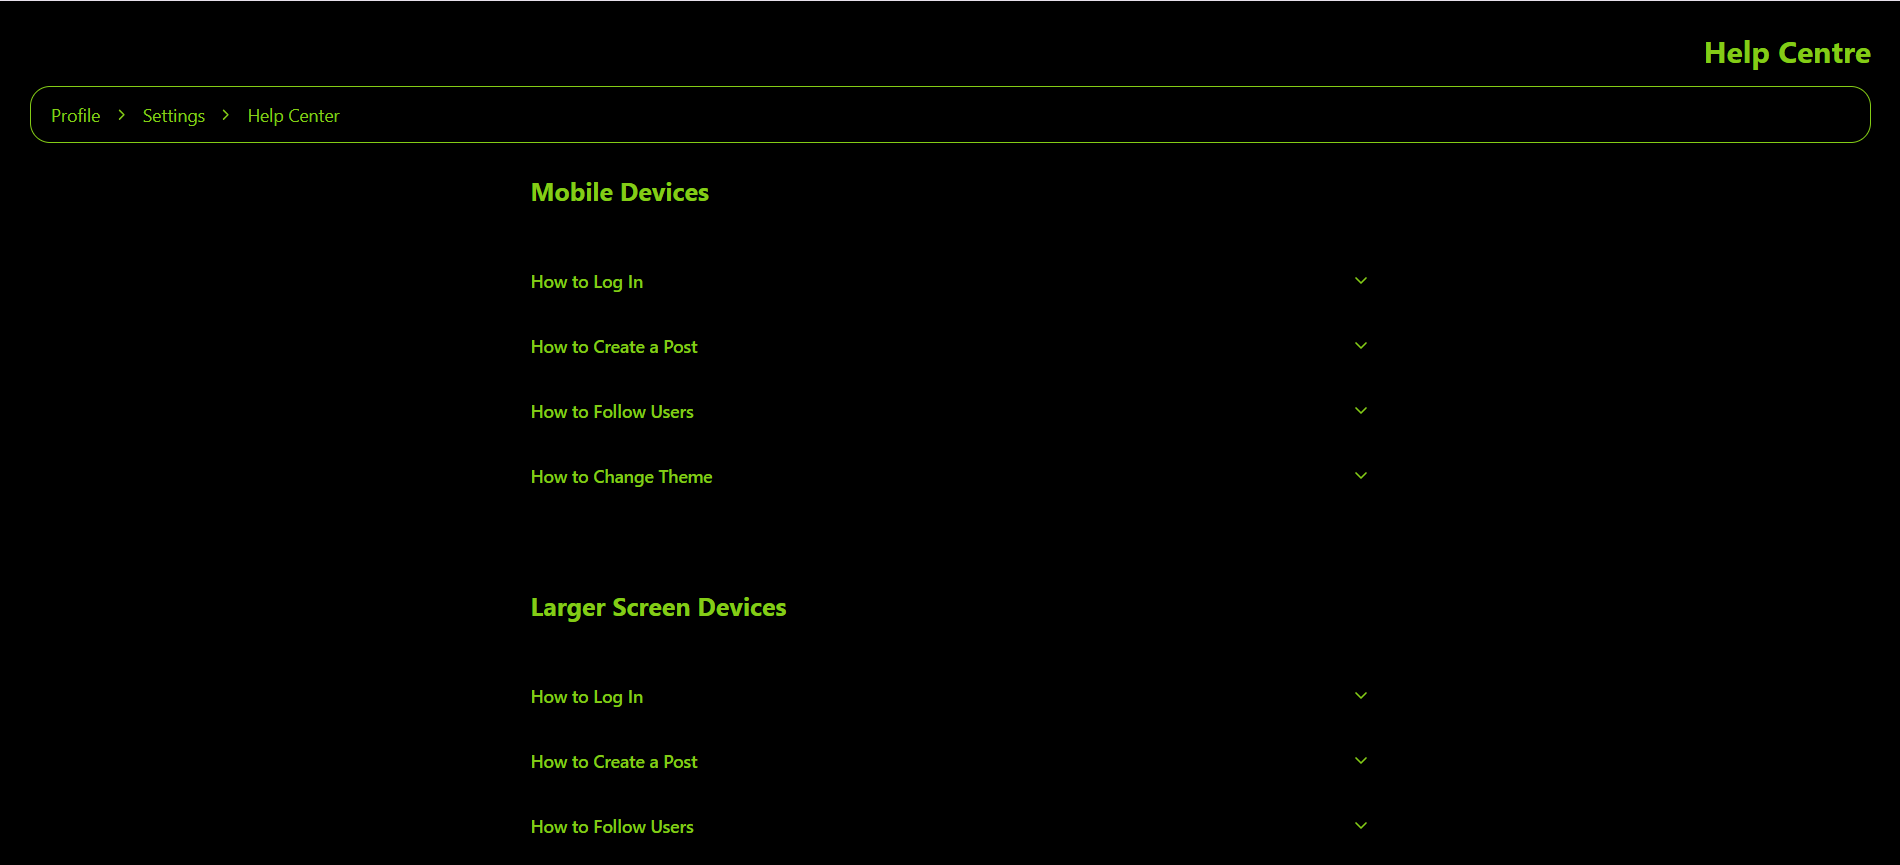 Help Centre
Profile > Settings > Help Center
Mobile Devices
How to Log In
How to Create a Post
How to Follow Users
How to Change Theme
Larger Screen Devices
How to Log In
How to Create a Post
How to Follow Users